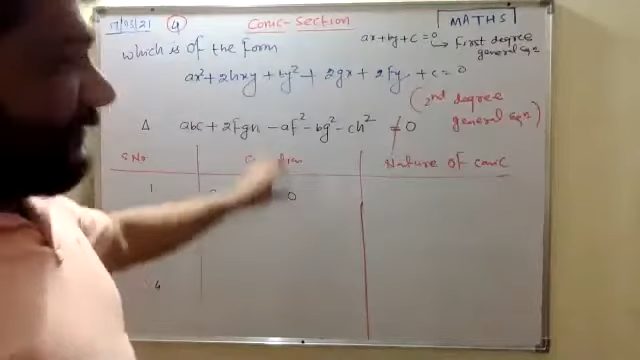 17/05/21 4 Conic-Section MATHS
which is of the form
ax+by+c=0
→ First degree general eqn
ax²+2hxy+by²+2gx+2fy+c=0
(2nd degree general eqn)
Δ abc+2fgh-af²-bg²-ch² ≠ 0
S.No Nature of conic
1 0
4